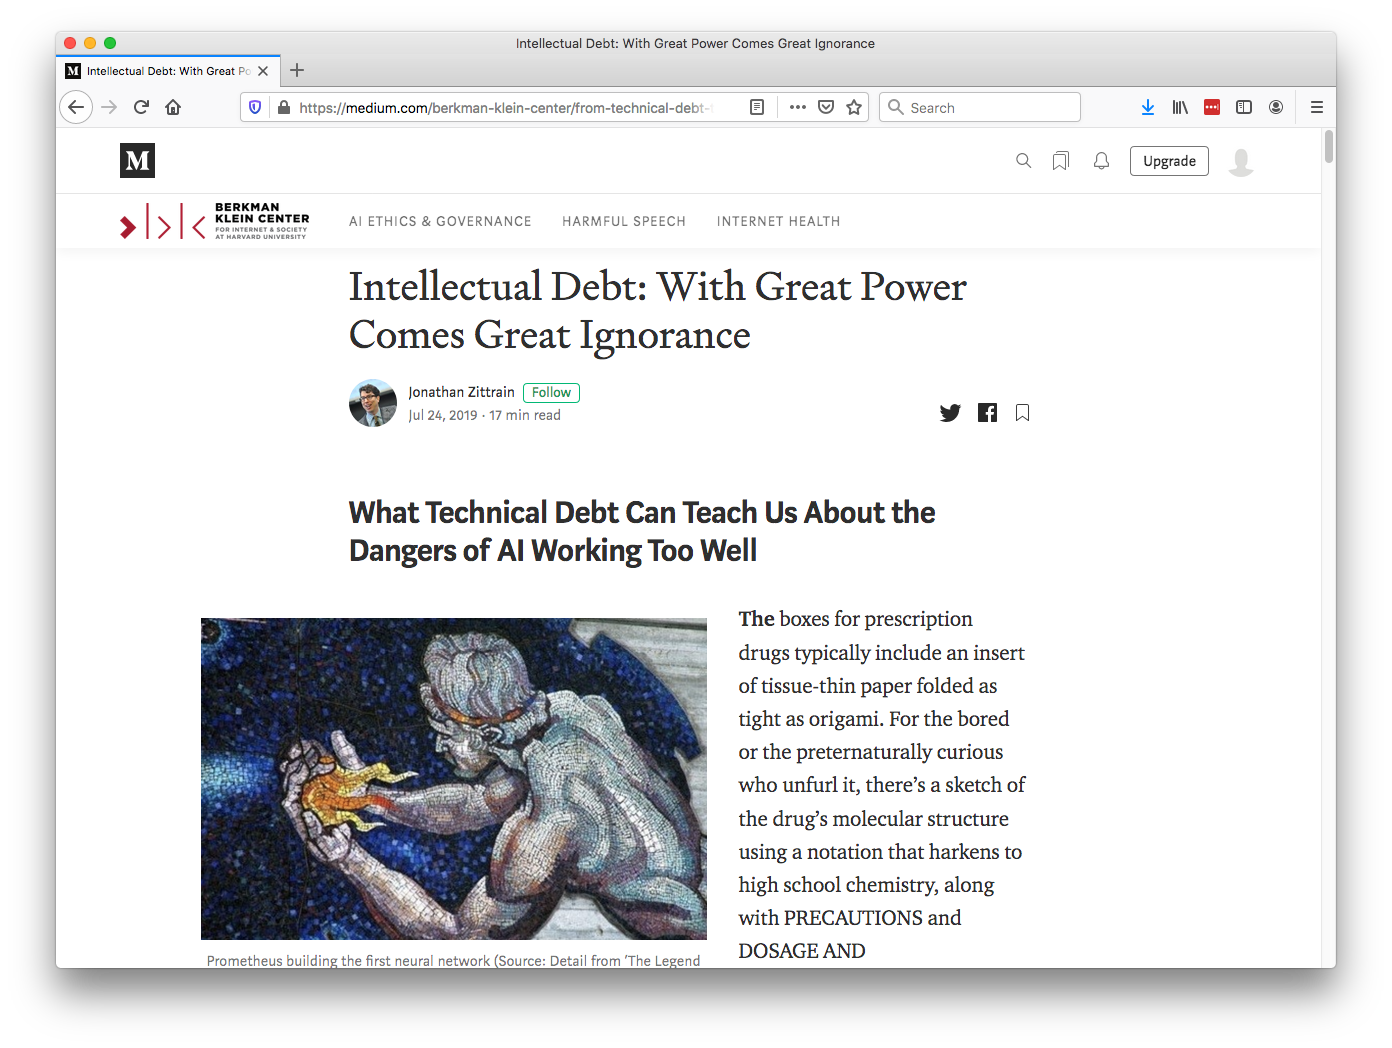 Intellectual Debt: With Great Power Comes Great Ignorance
M Intellectual Debt: With Great Po
https://medium.com/berkman-klein-center/from-technical-debt-
Search
M
Upgrade
BERKMAN
KLEIN CENTER
FOR INTERNET & SOCIETY
AT HARVARD UNIVERSITY
AI ETHICS & GOVERNANCE HARMFUL SPEECH INTERNET HEALTH
Intellectual Debt: With Great Power
Comes Great Ignorance
Jonathan Zittrain Follow
Jul 24, 2019 · 17 min read
What Technical Debt Can Teach Us About the
Dangers of AI Working Too Well
The boxes for prescription
drugs typically include an insert
of tissue-thin paper folded as
tight as origami. For the bored
or the preternaturally curious
who unfurl it, there’s a sketch of
the drug’s molecular structure
using a notation that harkens to
high school chemistry, along
with PRECAUTIONS and
DOSAGE AND
Prometheus building the first neural network (Source: Detail from ‘The Legend